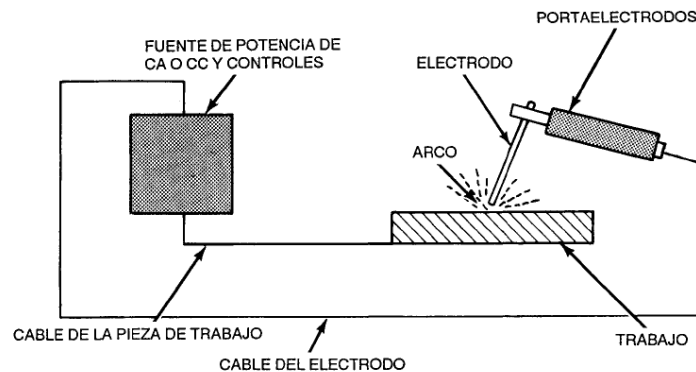 PORTAELECTRODOS
FUENTE DE POTENCIA DE
CA O CC Y CONTROLES
ELECTRODO
ARCO
CABLE DE LA PIEZA DE TRABAJO
TRABAJO
CABLE DEL ELECTRODO